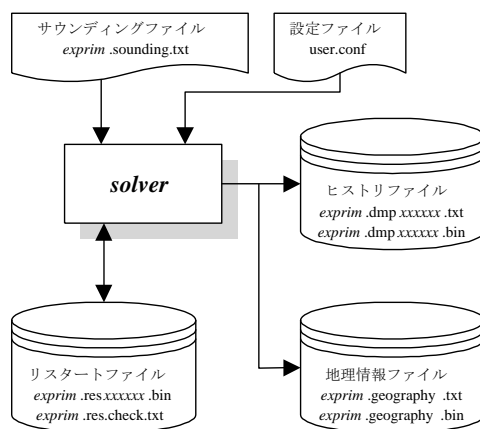 サウンディングファイル
exprim .sounding.txt
設定ファイル
user.conf
solver
ヒストリファイル
exprim .dmp xxxxxx .txt
exprim .dmp xxxxxx .bin
リスタートファイル
exprim .res xxxxxx .bin
exprim .res.check.txt
地理情報ファイル
exprim .geography .txt
exprim .geography .bin